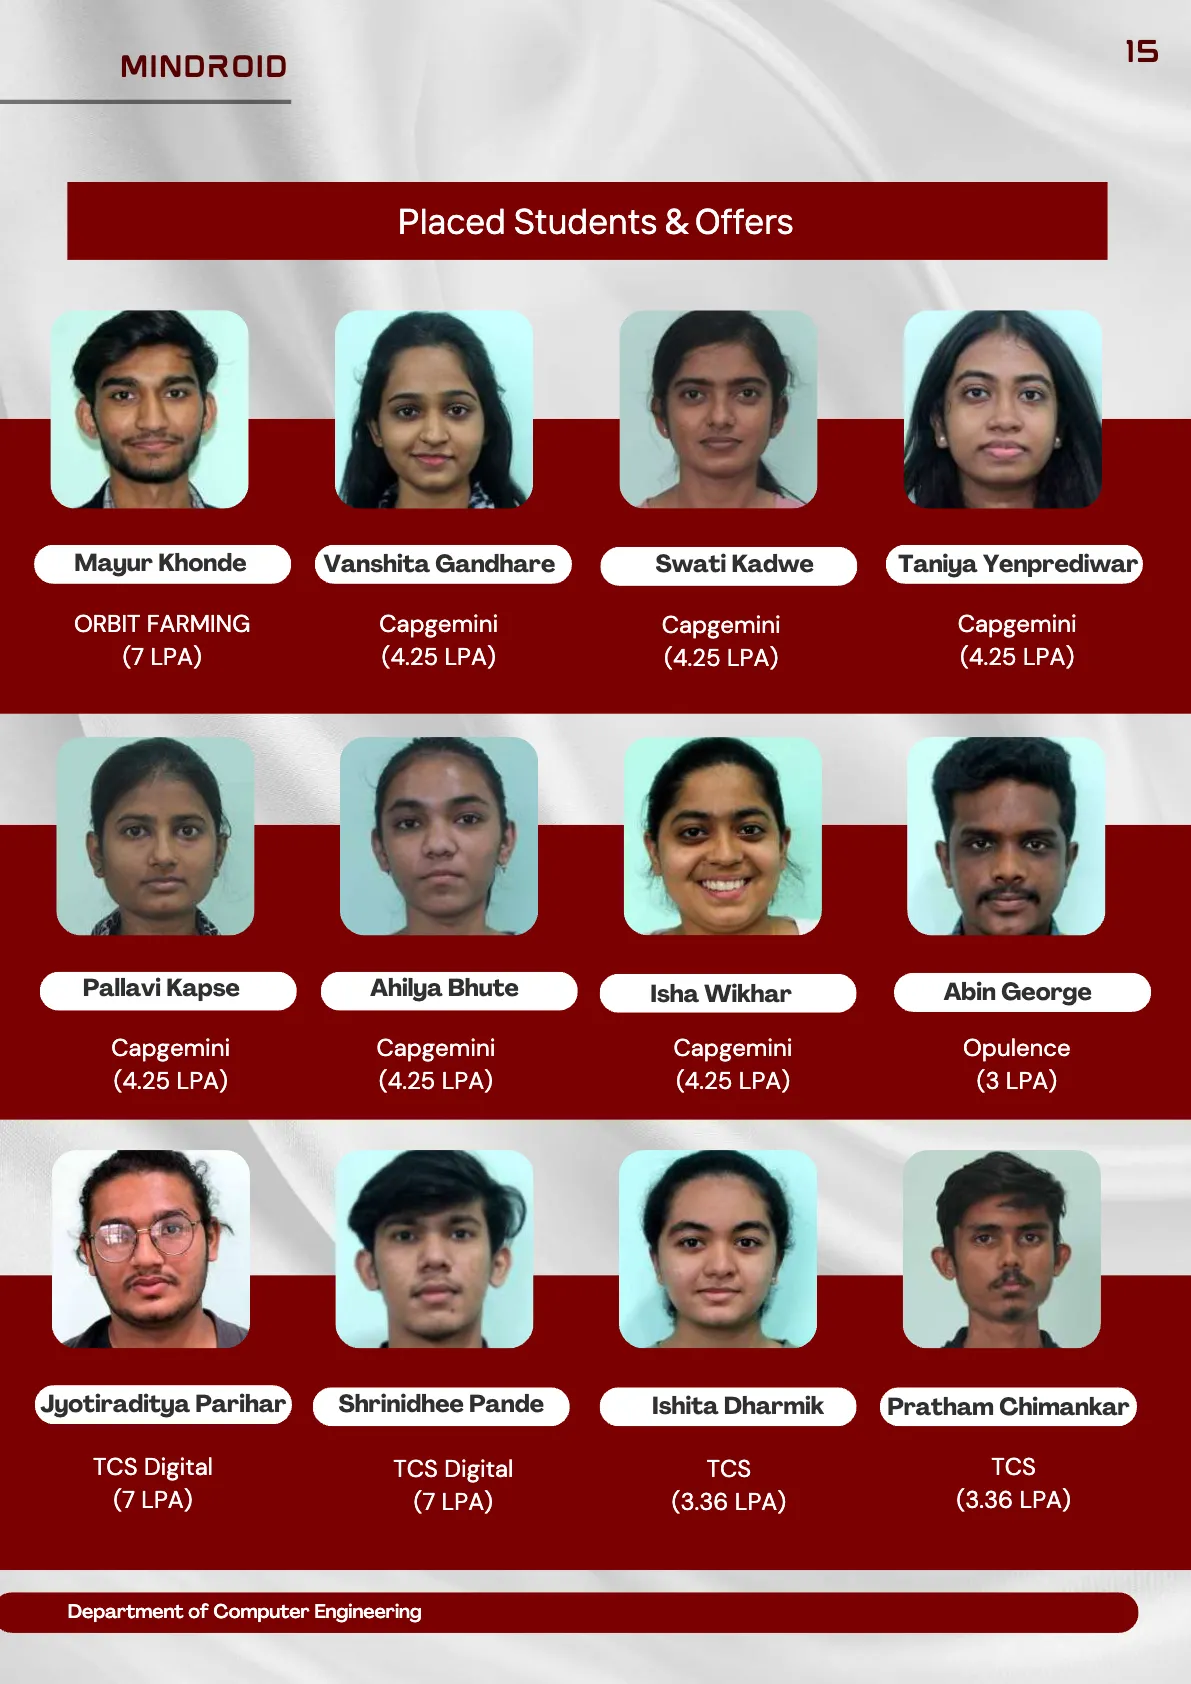 MINDROID
15
Placed Students & Offers
Mayur Khonde
ORBIT FARMING
(7 LPA)
Vanshita Gandhare
Capgemini
(4.25 LPA)
Swati Kadwe
Capgemini
(4.25 LPA)
Taniya Yenprediwar
Capgemini
(4.25 LPA)
Pallavi Kapse
Capgemini
(4.25 LPA)
Ahilya Bhute
Capgemini
(4.25 LPA)
Isha Wikhar
Capgemini
(4.25 LPA)
Abin George
Opulence
(3 LPA)
Jyotiraditya Parihar
TCS Digital
(7 LPA)
Shrinidhee Pande
TCS Digital
(7 LPA)
Ishita Dharmik
TCS
(3.36 LPA)
Pratham Chimankar
TCS
(3.36 LPA)
Department of Computer Engineering